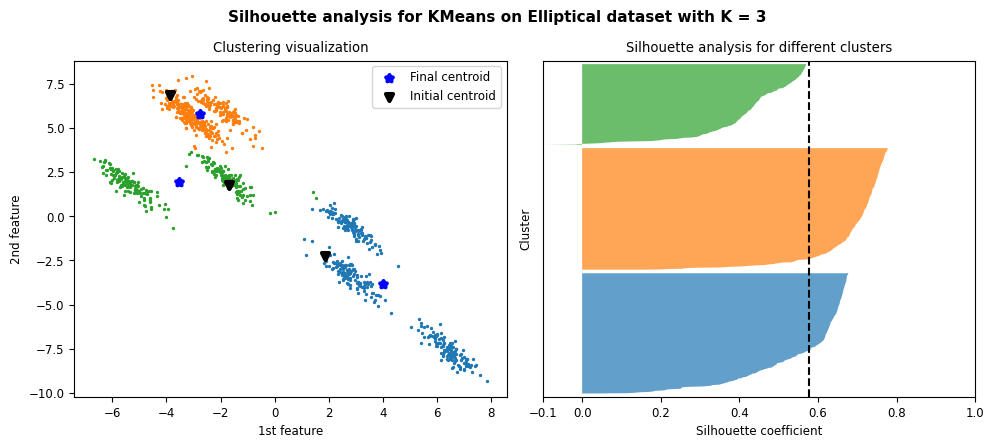 Silhouette analysis for KMeans on Elliptical dataset with K = 3
Clustering visualization
Final centroid
Initial centroid
7.5
5.0
2.5
0.0
−2.5
−5.0
−7.5
−10.0
2nd feature
−6
−4
−2
0
2
4
6
8
1st feature
Silhouette analysis for different clusters
Cluster
−0.1
0.0
0.2
0.4
0.6
0.8
1.0
Silhouette coefficient